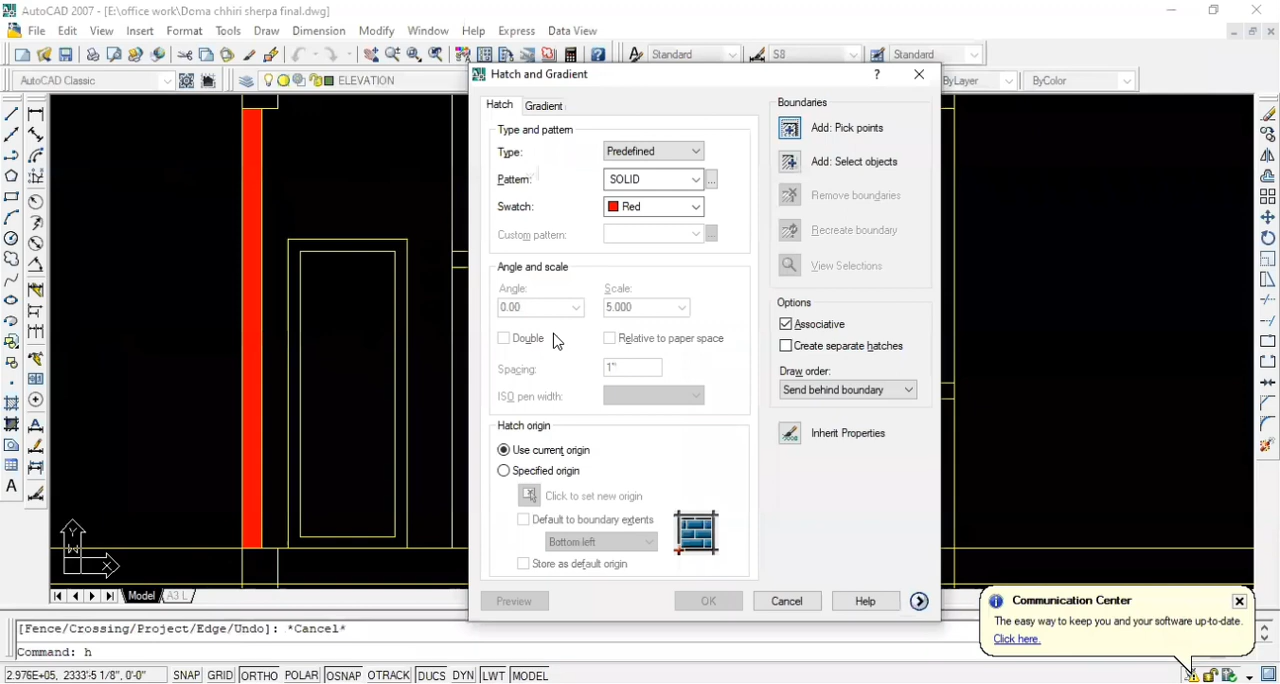 AutoCAD 2007 - [E:\office work\Doma chhiri sherpa final.dwg]
File Edit View Insert Format Tools Draw Dimension Modify Window Help Express Data View
Standard S8 Standard
AutoCAD Classic ELEVATION ByLayer ByColor
Hatch and Gradient ?
Hatch Gradient
Type and pattern
Type: Predefined
Pattern: SOLID ...
Swatch: Red
Custom pattern: ...
Angle and scale
Angle: Scale:
0.00 5.000
Double Relative to paper space
Spacing: 1"
ISO pen width:
Hatch origin
Use current origin
Specified origin
Click to set new origin
Default to boundary extents
Bottom left
Store as default origin
Boundaries
Add: Pick points
Add: Select objects
Remove boundaries
Recreate boundary
View Selections
Options
Associative
Create separate hatches
Draw order:
Send behind boundary
Inherit Properties
Preview OK Cancel Help
Y
X
Model A3 L
Communication Center
The easy way to keep you and your software up-to-date.
Click here.
[Fence/Crossing/Project/Edge/Undo]: *Cancel*
Command: h
2.976E+05, 2333'-5 1/8", 0'-0" SNAP GRID ORTHO POLAR OSNAP OTRACK DUCS DYN LWT MODEL